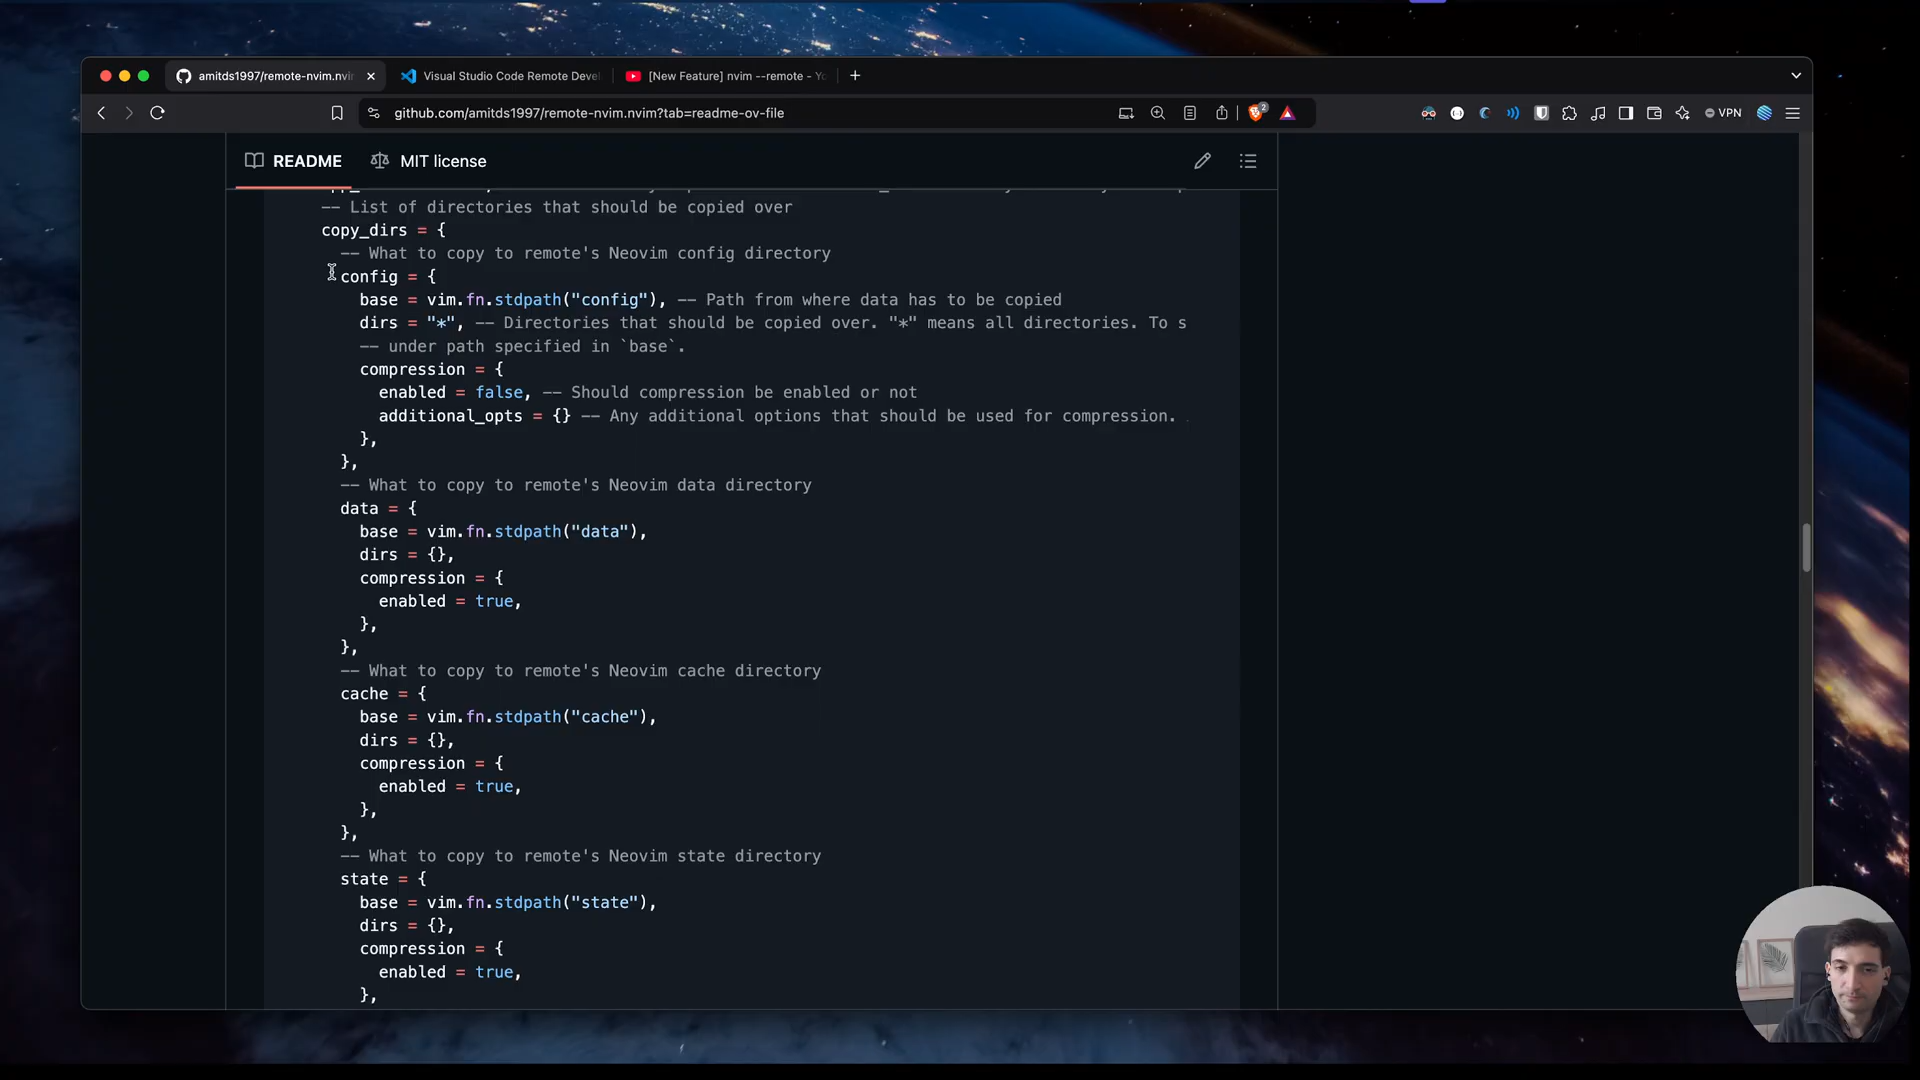 amitds1997/remote-nvim.nvim
Visual Studio Code Remote Devel
[New Feature] nvim --remote - Yo
github.com/amitds1997/remote-nvim.nvim?tab=readme-ov-file
2
VPN
README
MIT license
-- List of directories that should be copied over
copy_dirs = {
-- What to copy to remote's Neovim config directory
config = {
base = vim.fn.stdpath("config"), -- Path from where data has to be copied
dirs = "*", -- Directories that should be copied over. "*" means all directories. To s
-- under path specified in `base`.
compression = {
enabled = false, -- Should compression be enabled or not
additional_opts = {} -- Any additional options that should be used for compression.
},
},
-- What to copy to remote's Neovim data directory
data = {
base = vim.fn.stdpath("data"),
dirs = {},
compression = {
enabled = true,
},
},
-- What to copy to remote's Neovim cache directory
cache = {
base = vim.fn.stdpath("cache"),
dirs = {},
compression = {
enabled = true,
},
},
-- What to copy to remote's Neovim state directory
state = {
base = vim.fn.stdpath("state"),
dirs = {},
compression = {
enabled = true,
},